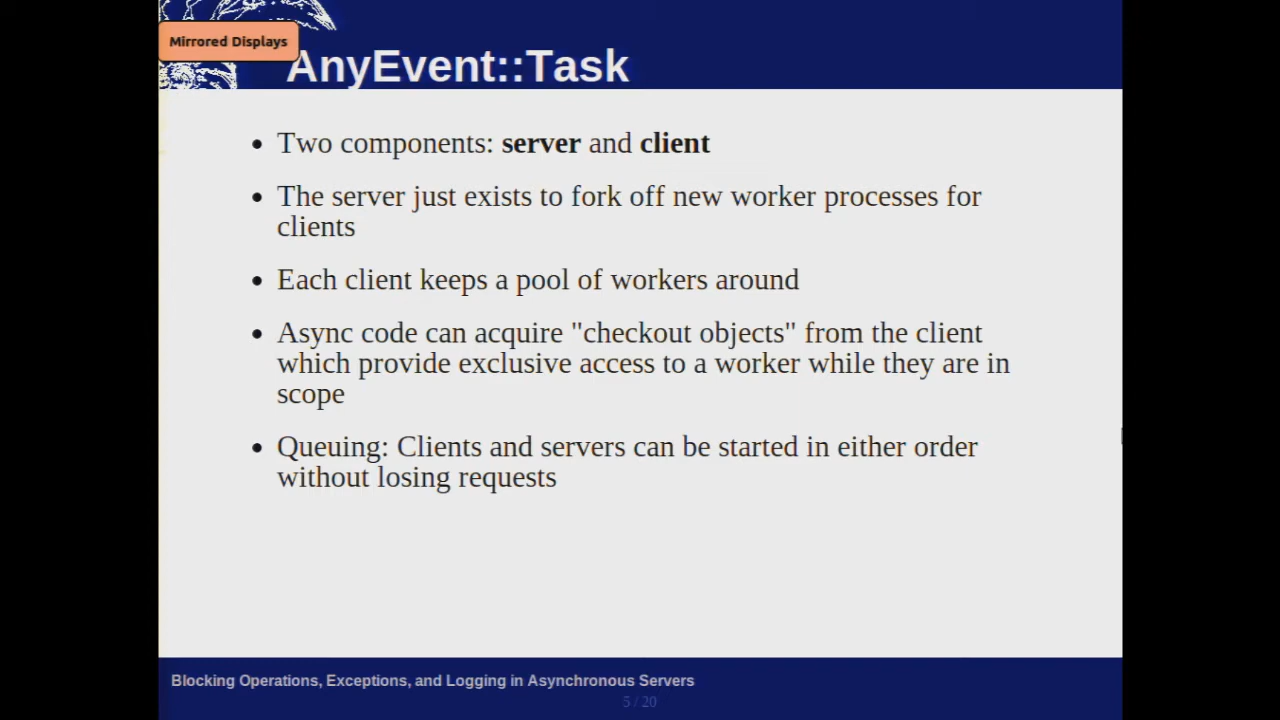 Mirrored Displays
AnyEvent::Task
• Two components: server and client
• The server just exists to fork off new worker processes for
clients
• Each client keeps a pool of workers around
• Async code can acquire "checkout objects" from the client
which provide exclusive access to a worker while they are in
scope
• Queuing: Clients and servers can be started in either order
without losing requests
Blocking Operations, Exceptions, and Logging in Asynchronous Servers
5 / 20